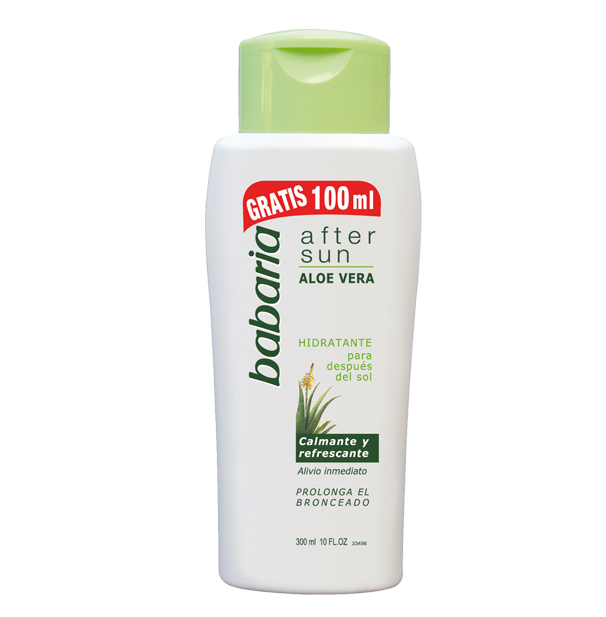 GRATIS 100 ml
babaria
after
sun
ALOE VERA
HIDRATANTE
para
después
del sol
Calmante y
refrescante
Alivio inmediato
PROLONGA EL
BRONCEADO
300 ml 10 FL.OZ 23456